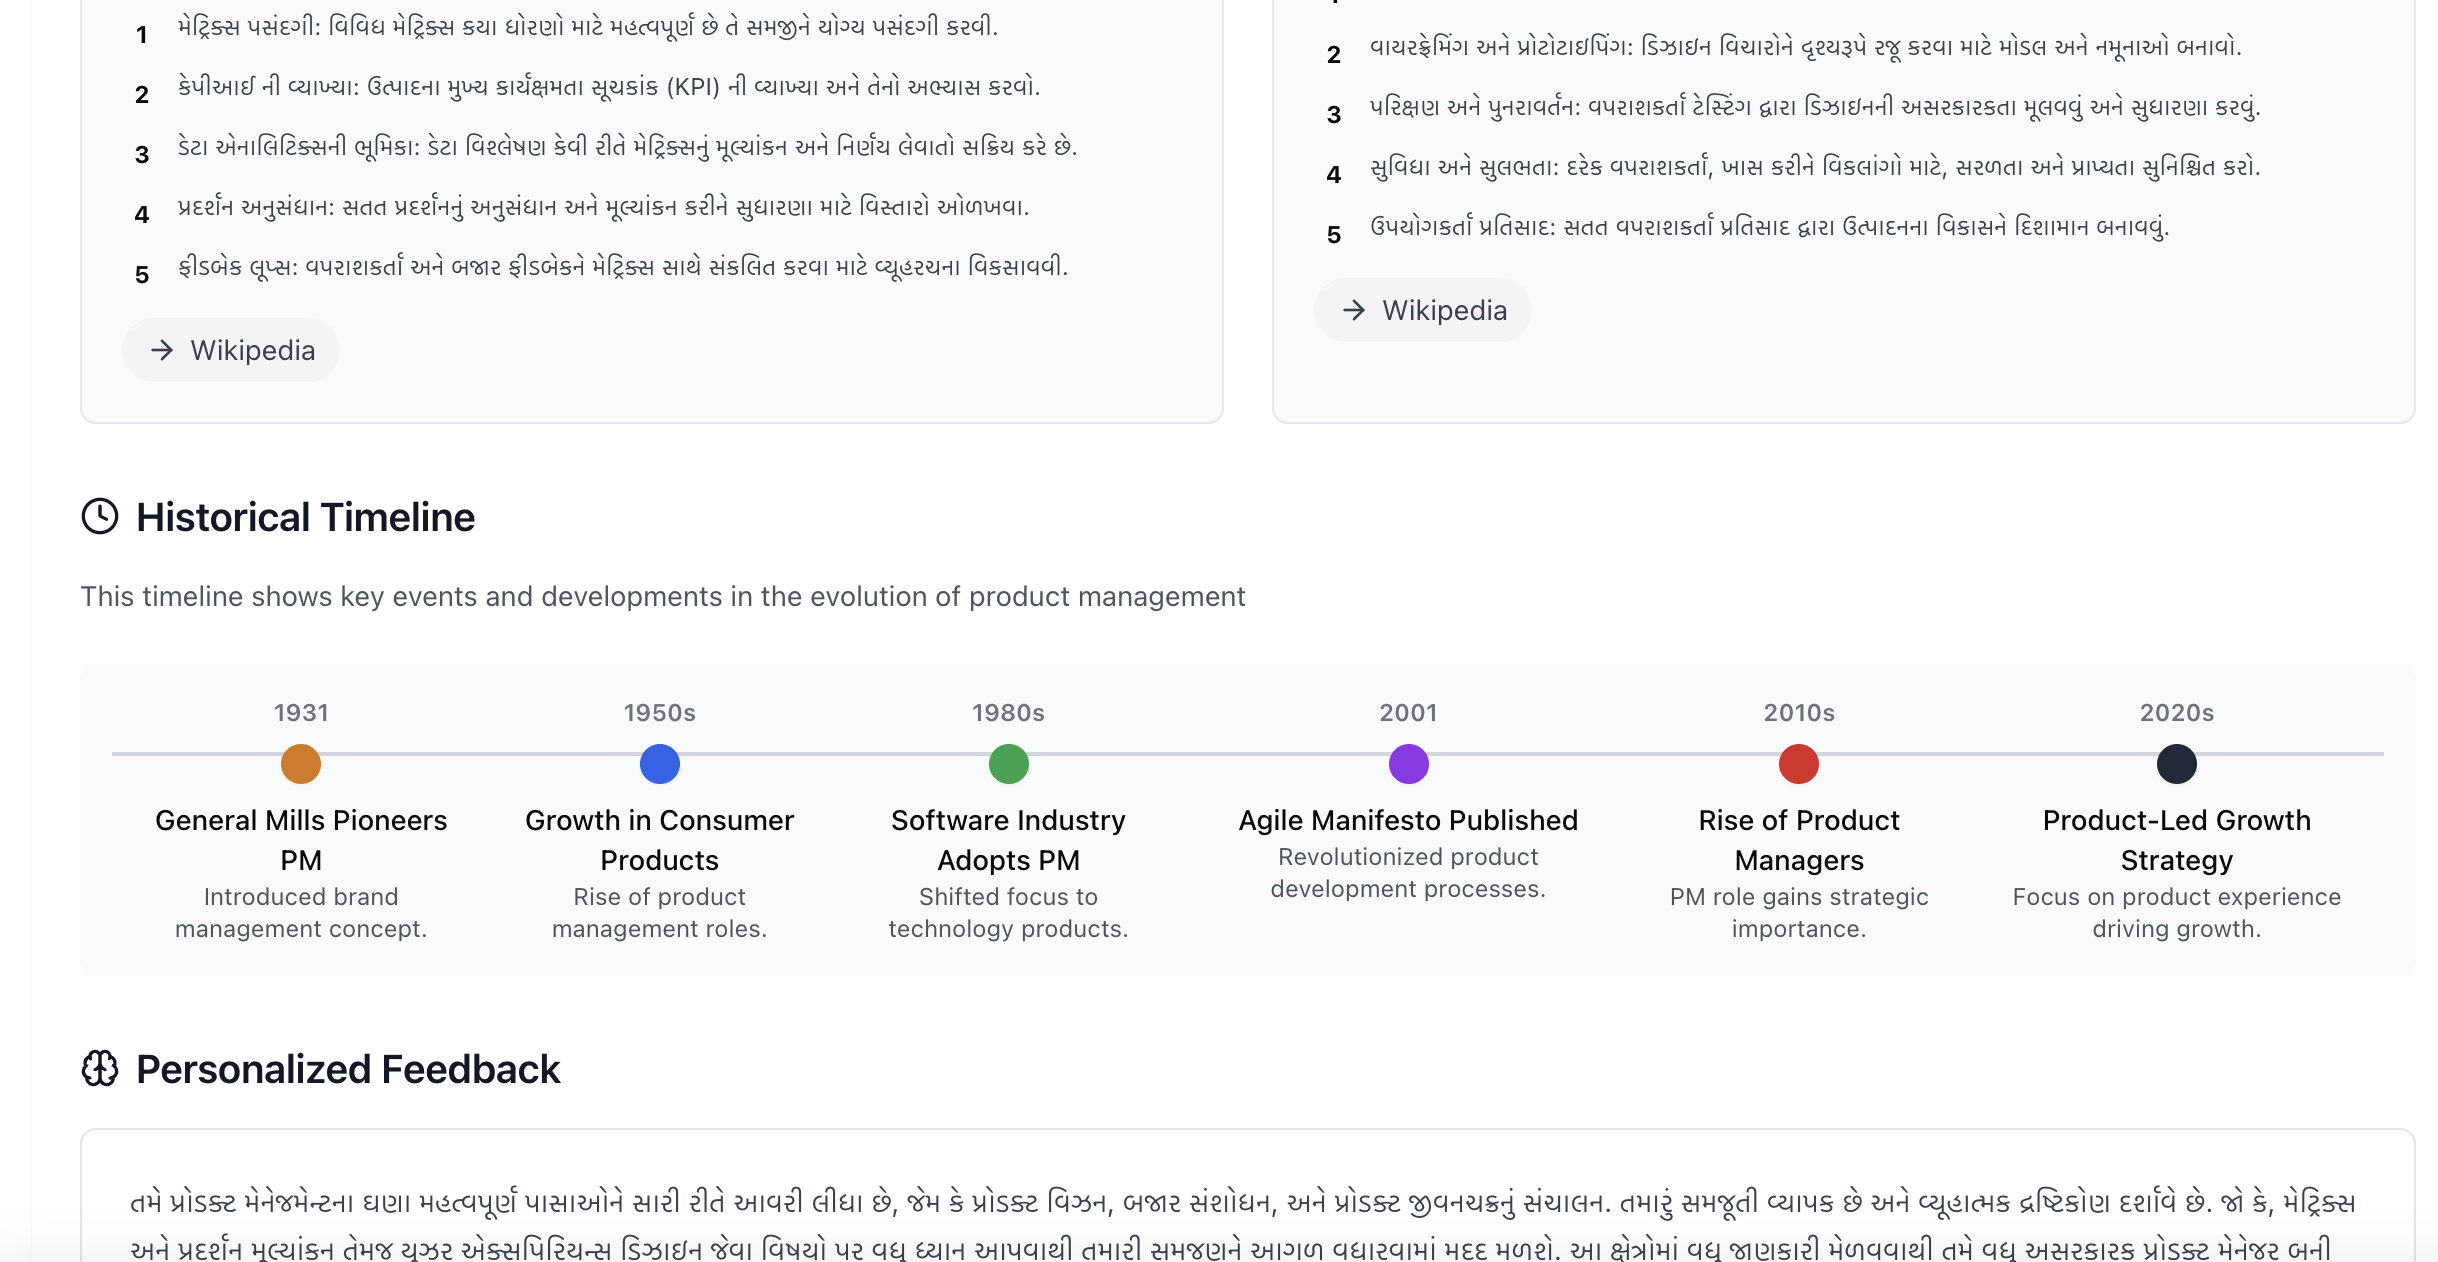 1 મેટ્રિક્સ પસંદગી: વિવિધ મેટ્રિક્સ કયા ધોરણો માટે મહત્વપૂર્ણ છે તે સમજીને યોગ્ય પસંદગી કરવી.
2 કેપીઆઈ ની વ્યાખ્યા: ઉત્પાદના મુખ્ય કાર્યક્ષમતા સૂચકાંક (KPI) ની વ્યાખ્યા અને તેનો અભ્યાસ કરવો.
3 ડેટા એનાલિટિક્સની ભૂમિકા: ડેટા વિશ્લેષણ કેવી રીતે મેટ્રિક્સનું મૂલ્યાંકન અને નિર્ણય લેવાતો સક્રિય કરે છે.
4 પ્રદર્શન અનુસંધાન: સતત પ્રદર્શનનું અનુસંધાન અને મૂલ્યાંકન કરીને સુધારણા માટે વિસ્તારો ઓળખવા.
5 ફીડબેક લૂપ્સ: વપરાશકર્તા અને બજાર ફીડબેકને મેટ્રિક્સ સાથે સંકલિત કરવા માટે વ્યૂહરચના વિકસાવવી.
→ Wikipedia
2 વાયરફ્રેમિંગ અને પ્રોટોટાઇપિંગ: ડિઝાઇન વિચારોને દૃશ્યરૂપે રજૂ કરવા માટે મોડલ અને નમૂનાઓ બનાવો.
3 પરિક્ષણ અને પુનરાવર્તન: વપરાશકર્તા ટેસ્ટિંગ દ્વારા ડિઝાઇનની અસરકારકતા મૂલવવું અને સુધારણા કરવું.
4 સુવિધા અને સુલભતા: દરેક વપરાશકર્તા, ખાસ કરીને વિકલાંગો માટે, સરળતા અને પ્રાપ્યતા સુનિશ્ચિત કરો.
5 ઉપયોગકર્તા પ્રતિસાદ: સતત વપરાશકર્તા પ્રતિસાદ દ્વારા ઉત્પાદનના વિકાસને દિશામાન બનાવવું.
→ Wikipedia
Historical Timeline
This timeline shows key events and developments in the evolution of product management
1931
General Mills Pioneers
PM
Introduced brand
management concept.
1950s
Growth in Consumer
Products
Rise of product
management roles.
1980s
Software Industry
Adopts PM
Shifted focus to
technology products.
2001
Agile Manifesto Published
Revolutionized product
development processes.
2010s
Rise of Product
Managers
PM role gains strategic
importance.
2020s
Product-Led Growth
Strategy
Focus on product experience
driving growth.
Personalized Feedback
તમે પ્રોડક્ટ મેનેજમેન્ટના ઘણા મહત્વપૂર્ણ પાસાઓને સારી રીતે આવરી લીધા છે, જેમ કે પ્રોડક્ટ વિઝન, બજાર સંશોધન, અને પ્રોડક્ટ જીવનચક્રનું સંચાલન. તમારું સમજૂતી વ્યાપક છે અને વ્યૂહાત્મક દ્રષ્ટિકોણ દર્શાવે છે. જો કે, મેટ્રિક્સ
અને પ્રદર્શન મૂલ્યાંકન તેમજ યુઝર એક્સપિરિયન્સ ડિઝાઇન જેવા વિષયો પર વધુ ધ્યાન આપવાથી તમારી સમજણને આગળ વધારવામાં મદદ મળશે. આ ક્ષેત્રોમાં વધુ જાણકારી મેળવવાથી તમે વધુ અસરકારક પ્રોડક્ટ મેનેજર બની